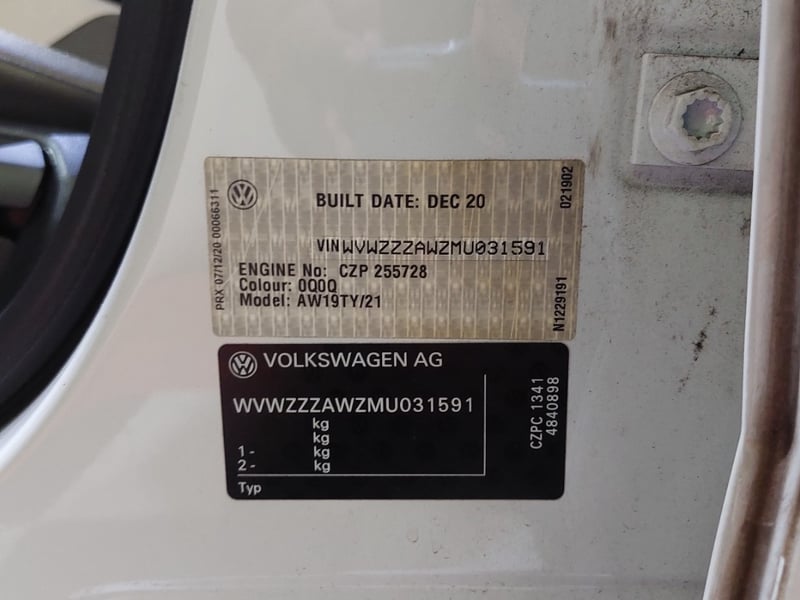 PRX 07/12/20 00066311
BUILT DATE: DEC 20
021902
VIN WVWZZZAWZMU031591
ENGINE No: CZP 255728
Colour: 0Q0Q
Model: AW19TY/21
N1229191
VOLKSWAGEN AG
WVWZZZAWZMU031591
kg
kg
1 - kg
2 - kg
Typ
CZPC 1341
4840898